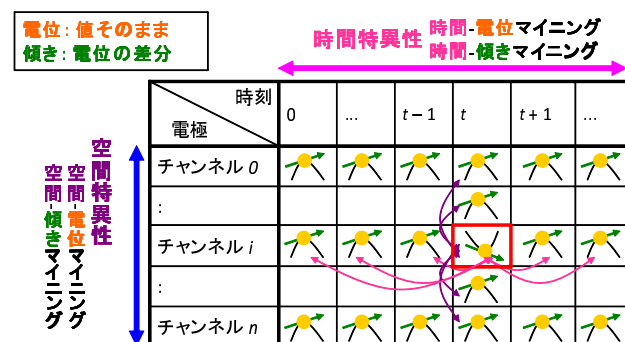 電位：値そのまま
傾き：電位の差分
時間特異性
時間-電位マイニング
時間-傾きマイニング
時刻
電極
0
...
t－1
t
t＋1
...
チャンネル 0
:
チャンネル i
:
チャンネル n
空間特異性
空間-電位マイニング
空間-傾きマイニング